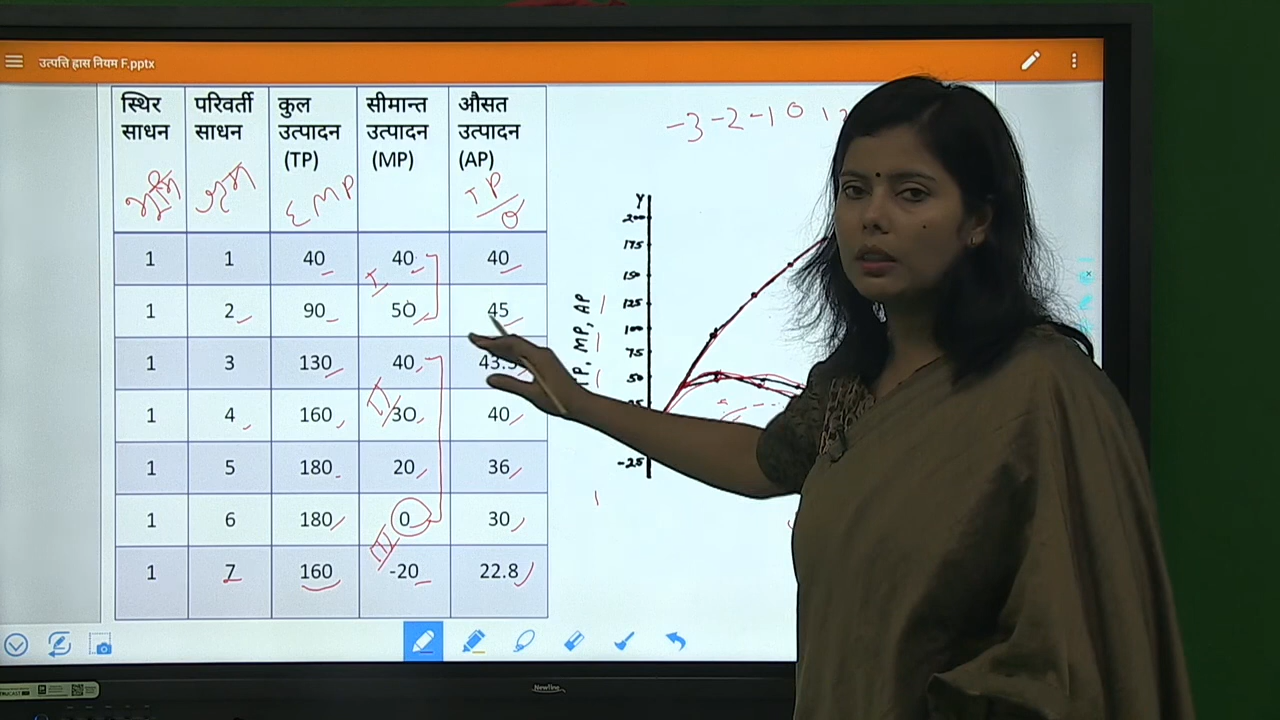 उत्पत्ति ह्रास नियम F.pptx
स्थिर साधन परिवर्ती साधन कुल उत्पादन (TP) सीमान्त उत्पादन (MP) औसत उत्पादन (AP)
भूमि श्रम ΣMP TP/Q
1 1 40 40 40
1 2 90 50 45
1 3 130 40 43.3
1 4 160 30 40
1 5 180 20 36
1 6 180 0 30
1 7 160 -20 22.8
I
II
III
-3 -2 -1 0 1 2
Y
200
175
150
125
100
75
50
-25
TP, MP, AP
Newline